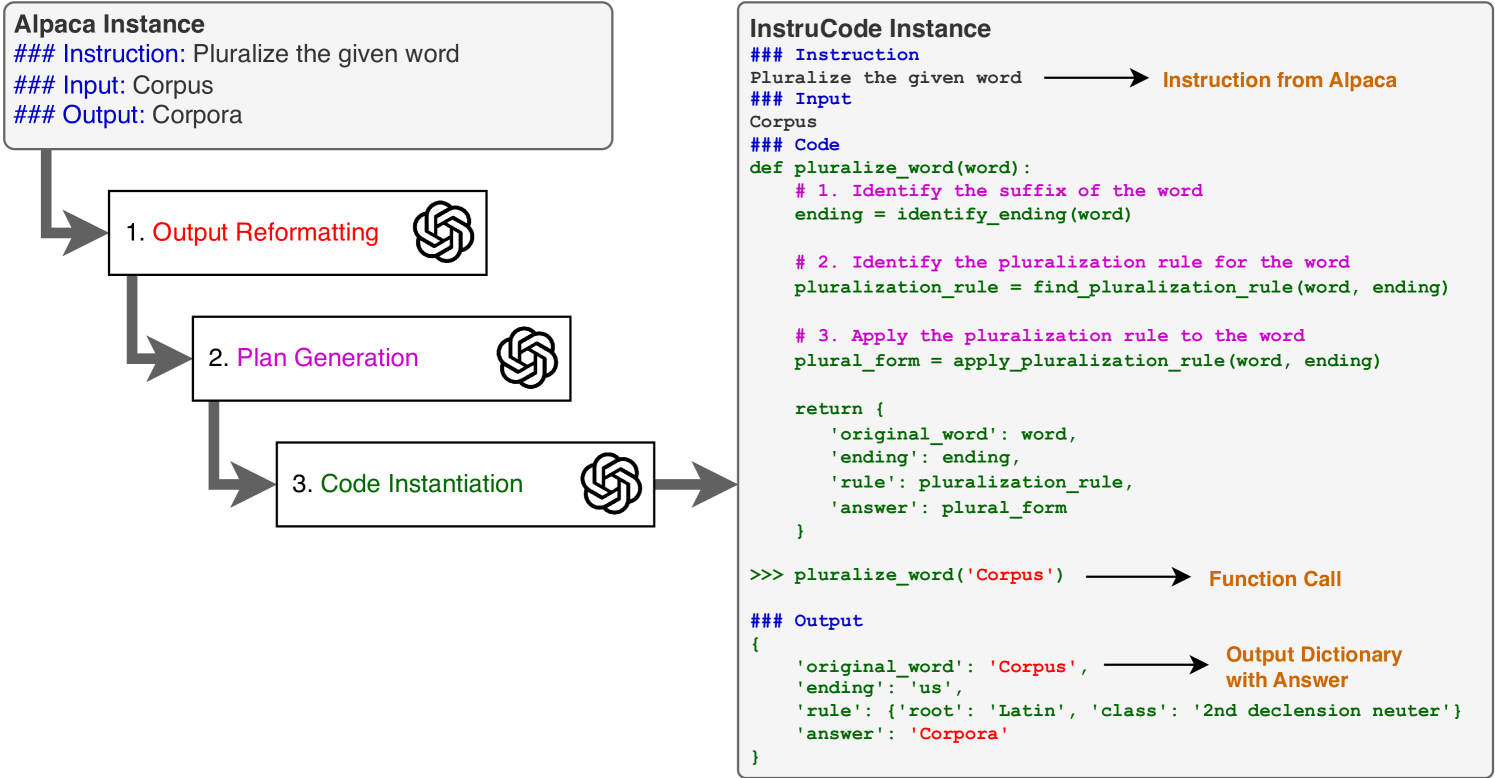 Alpaca Instance
### Instruction: Pluralize the given word
### Input: Corpus
### Output: Corpora
1. Output Reformatting
2. Plan Generation
3. Code Instantiation
InstruCode Instance
### Instruction
Pluralize the given word
Instruction from Alpaca
### Input
Corpus
### Code
def pluralize_word(word):
    # 1. Identify the suffix of the word
    ending = identify_ending(word)
    # 2. Identify the pluralization rule for the word
    pluralization_rule = find_pluralization_rule(word, ending)
    # 3. Apply the pluralization rule to the word
    plural_form = apply_pluralization_rule(word, ending)
    return {
       'original_word': word,
       'ending': ending,
       'rule': pluralization_rule,
       'answer': plural_form
    }
>>> pluralize_word('Corpus')
Function Call
### Output
{
    'original_word': 'Corpus',
Output Dictionary
with Answer
    'ending': 'us',
    'rule': {'root': 'Latin', 'class': '2nd declension neuter'}
    'answer': 'Corpora'
}